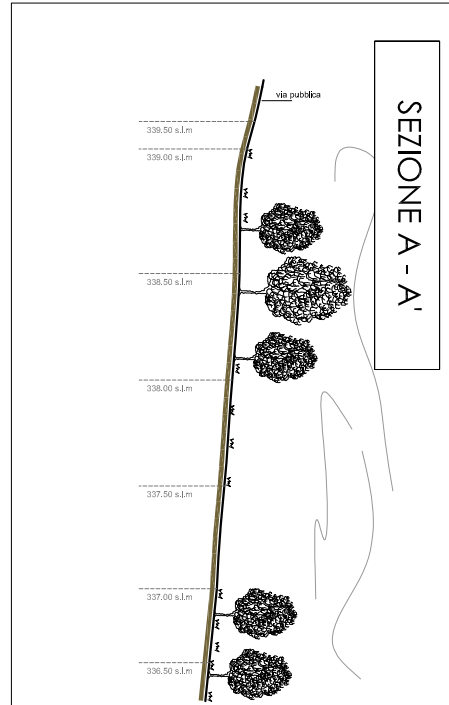 SEZIONE A - A'
via pubblica
339.50 s.l.m
339.00 s.l.m
338.50 s.l.m
338.00 s.l.m
337.50 s.l.m
337.00 s.l.m
336.50 s.l.m